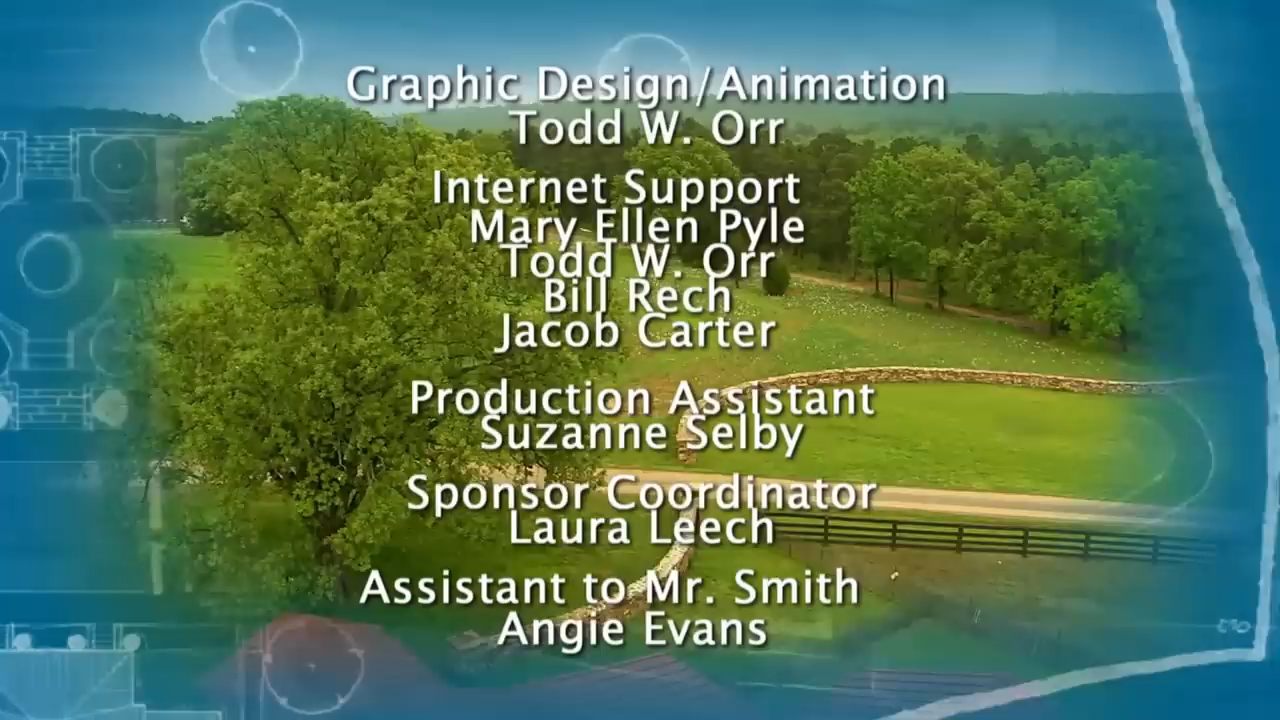 Graphic Design/Animation
Todd W. Orr
Internet Support
Mary Ellen Pyle
Todd W. Orr
Bill Rech
Jacob Carter
Production Assistant
Suzanne Selby
Sponsor Coordinator
Laura Leech
Assistant to Mr. Smith
Angie Evans